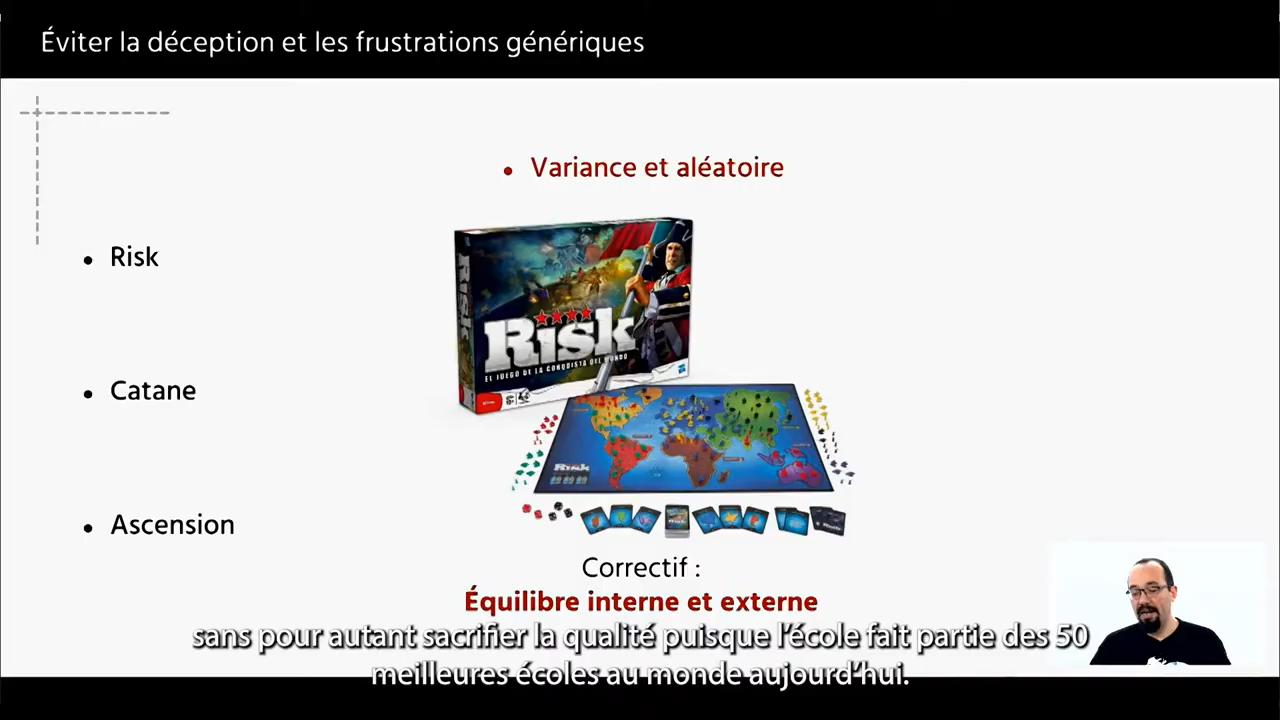 Éviter la déception et les frustrations génériques
• Variance et aléatoire
• Risk
• Catane
• Ascension
RISK
RISK
EL JUEGO DE LA CONQUISTA DEL MUNDO
RISK
Correctif :
Équilibre interne et externe
sans pour autant sacrifier la qualité puisque l'école fait partie des 50
meilleures écoles au monde aujourd'hui.